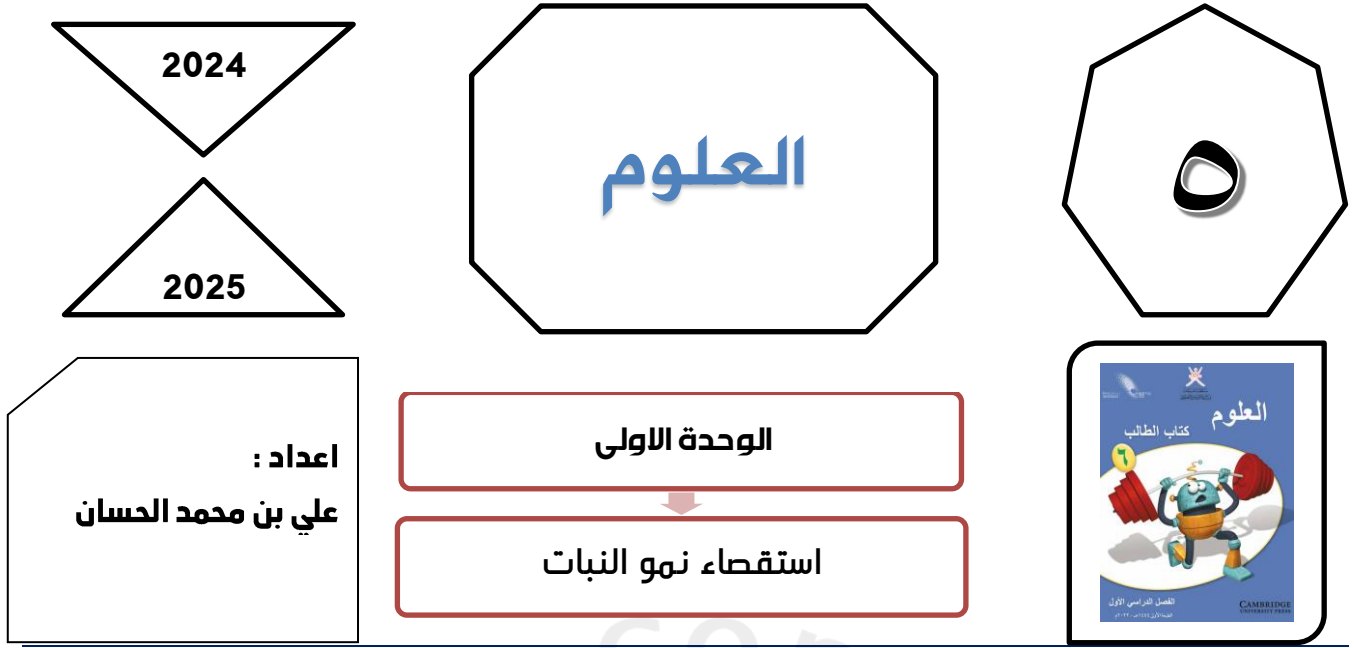 2024
العلوم
٥
2025
اعداد :
علي بن محمد الحسان
الوحدة الاولى
استقصاء نمو النبات
العلوم
كتاب الطالب
٦
الفصل الدراسي الأول
CAMBRIDGE
UNIVERSITY PRESS
con